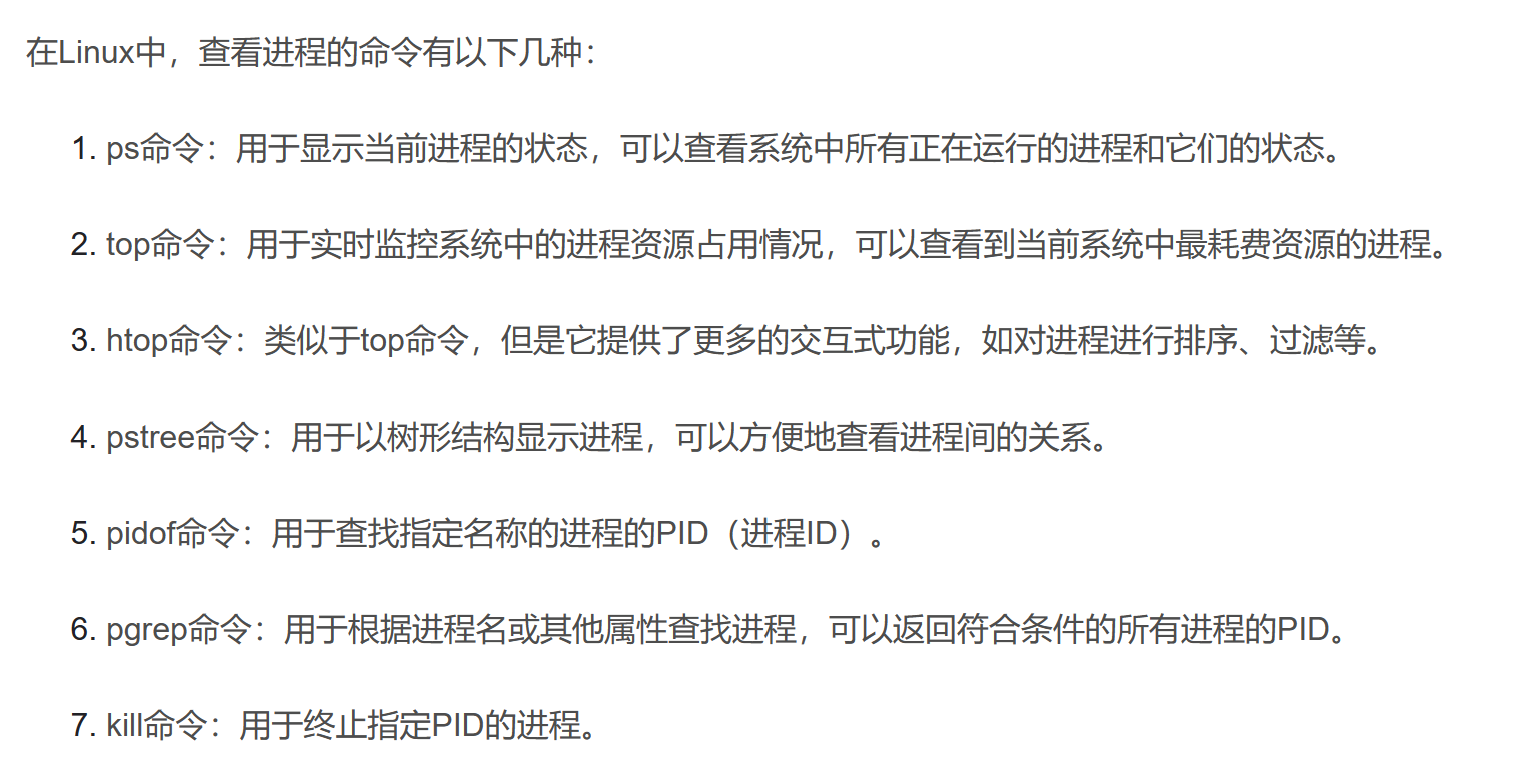 在Linux中，查看进程的命令有以下几种：
1. ps命令：用于显示当前进程的状态，可以查看系统中所有正在运行的进程和它们的状态。
2. top命令：用于实时监控系统中的进程资源占用情况，可以查看到当前系统中最耗费资源的进程。
3. htop命令：类似于top命令，但是它提供了更多的交互式功能，如对进程进行排序、过滤等。
4. pstree命令：用于以树形结构显示进程，可以方便地查看进程间的关系。
5. pidof命令：用于查找指定名称的进程的PID（进程ID）。
6. pgrep命令：用于根据进程名或其他属性查找进程，可以返回符合条件的所有进程的PID。
7. kill命令：用于终止指定PID的进程。